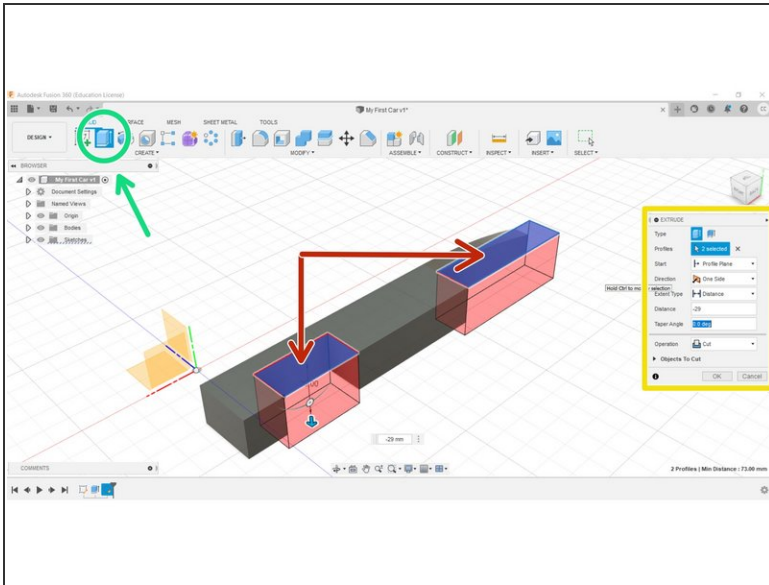 Autodesk Fusion 360 (Education License)
My First Car v1*
DESIGN
SHEET METAL
MESH
TOOLS
CREATE
MODIFY
ASSEMBLE
CONSTRUCT
INSPECT
INSERT
SELECT
BROWSER
My First Car v1
Document Settings
Named Views
Origin
Bodies
Sketches
EXTRUDE
Type
Profiles 2 selected
Start Profile Plane
Direction One Side
Hold Ctrl to
Extent Type Distance
Distance -29
Taper Angle 0.0 deg
Operation Cut
Objects To Cut
OK Cancel
-29 mm
COMMENTS
2 Profiles | Min Distance : 73.00 mm